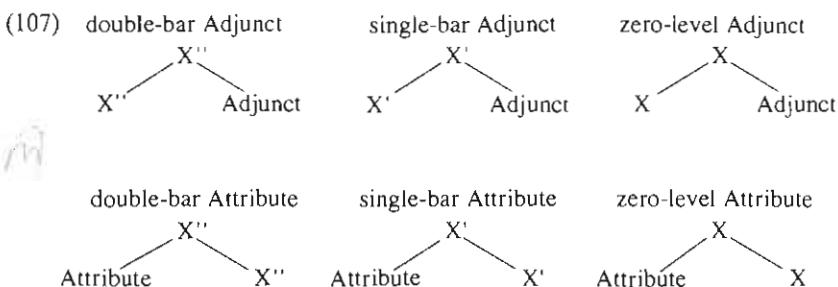 (107) double-bar Adjunct single-bar Adjunct zero-level Adjunct
X'' X' X
X'' Adjunct X' Adjunct X Adjunct
double-bar Attribute single-bar Attribute zero-level Attribute
X'' X' X
Attribute X'' Attribute X' Attribute X